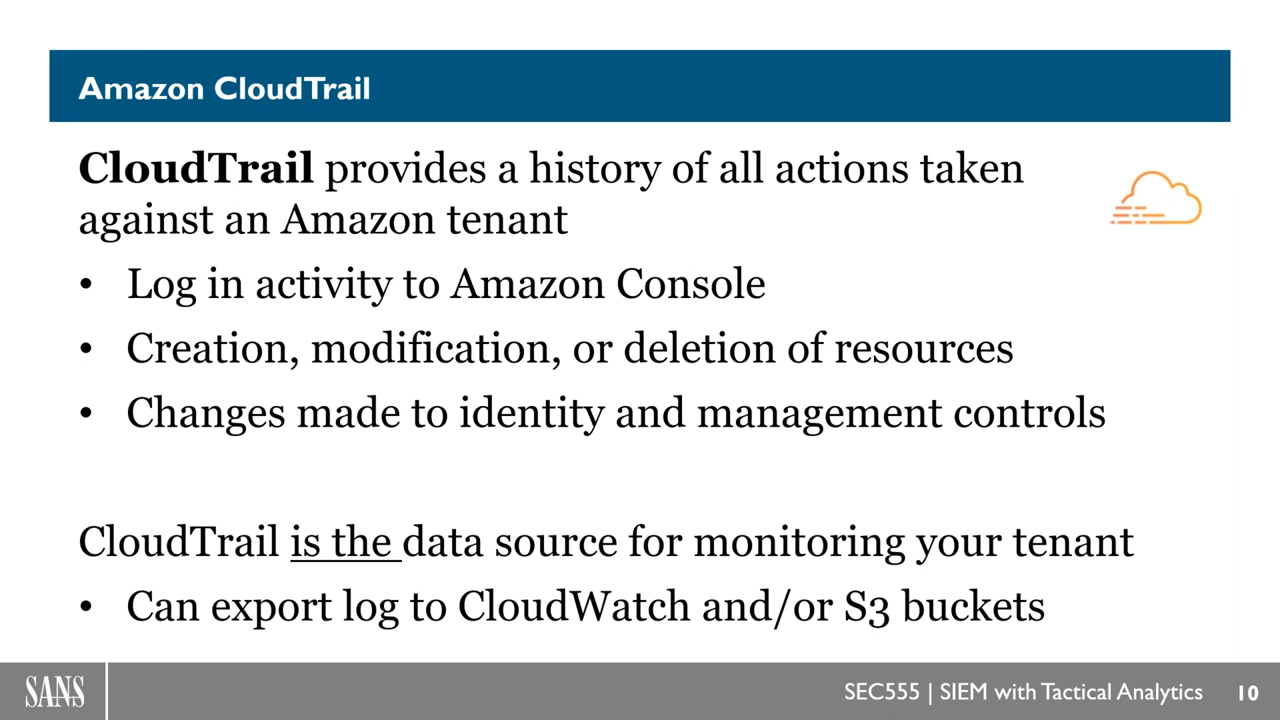 Amazon CloudTrail
CloudTrail provides a history of all actions taken
against an Amazon tenant
• Log in activity to Amazon Console
• Creation, modification, or deletion of resources
• Changes made to identity and management controls
CloudTrail is the data source for monitoring your tenant
• Can export log to CloudWatch and/or S3 buckets
SANS
SEC555 | SIEM with Tactical Analytics 10